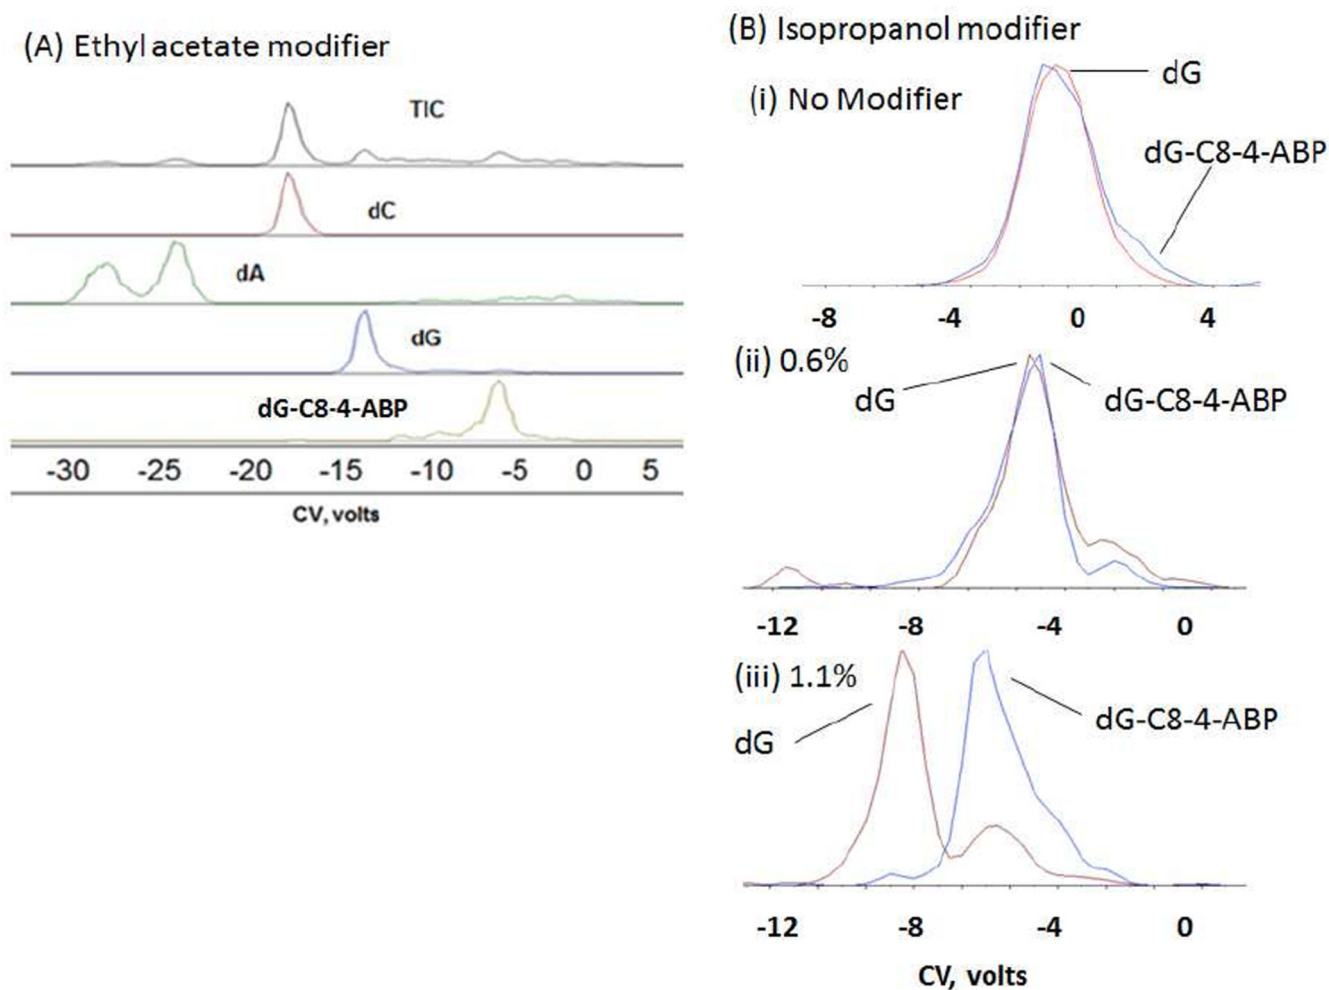 (A) Ethyl acetate modifier
TIC
dC
dA
dG
dG-C8-4-ABP
-30 -25 -20 -15 -10 -5 0 5
CV, volts
(B) Isopropanol modifier
(i) No Modifier
dG
dG-C8-4-ABP
-8 -4 0 4
(ii) 0.6%
dG
dG-C8-4-ABP
-12 -8 -4 0
(iii) 1.1%
dG
dG-C8-4-ABP
-12 -8 -4 0
CV, volts